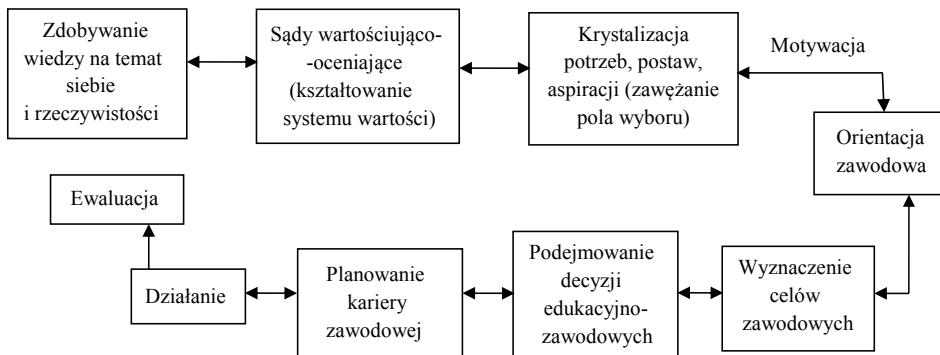 Zdobywanie
wiedzy na temat
siebie
i rzeczywistości
Sądy wartościująco-
-oceniające
(kształtowanie
systemu wartości)
Krystalizacja
potrzeb, postaw,
aspiracji (zawężanie
pola wyboru)
Motywacja
Orientacja
zawodowa
Wyznaczenie
celów
zawodowych
Podejmowanie
decyzji
edukacyjno-
zawodowych
Planowanie
kariery
zawodowej
Działanie
Ewaluacja